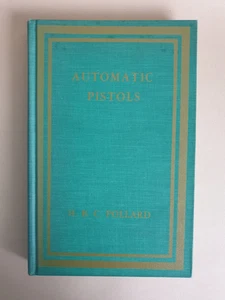 AUTOMATIC
PISTOLS
H. B. C. POLLARD